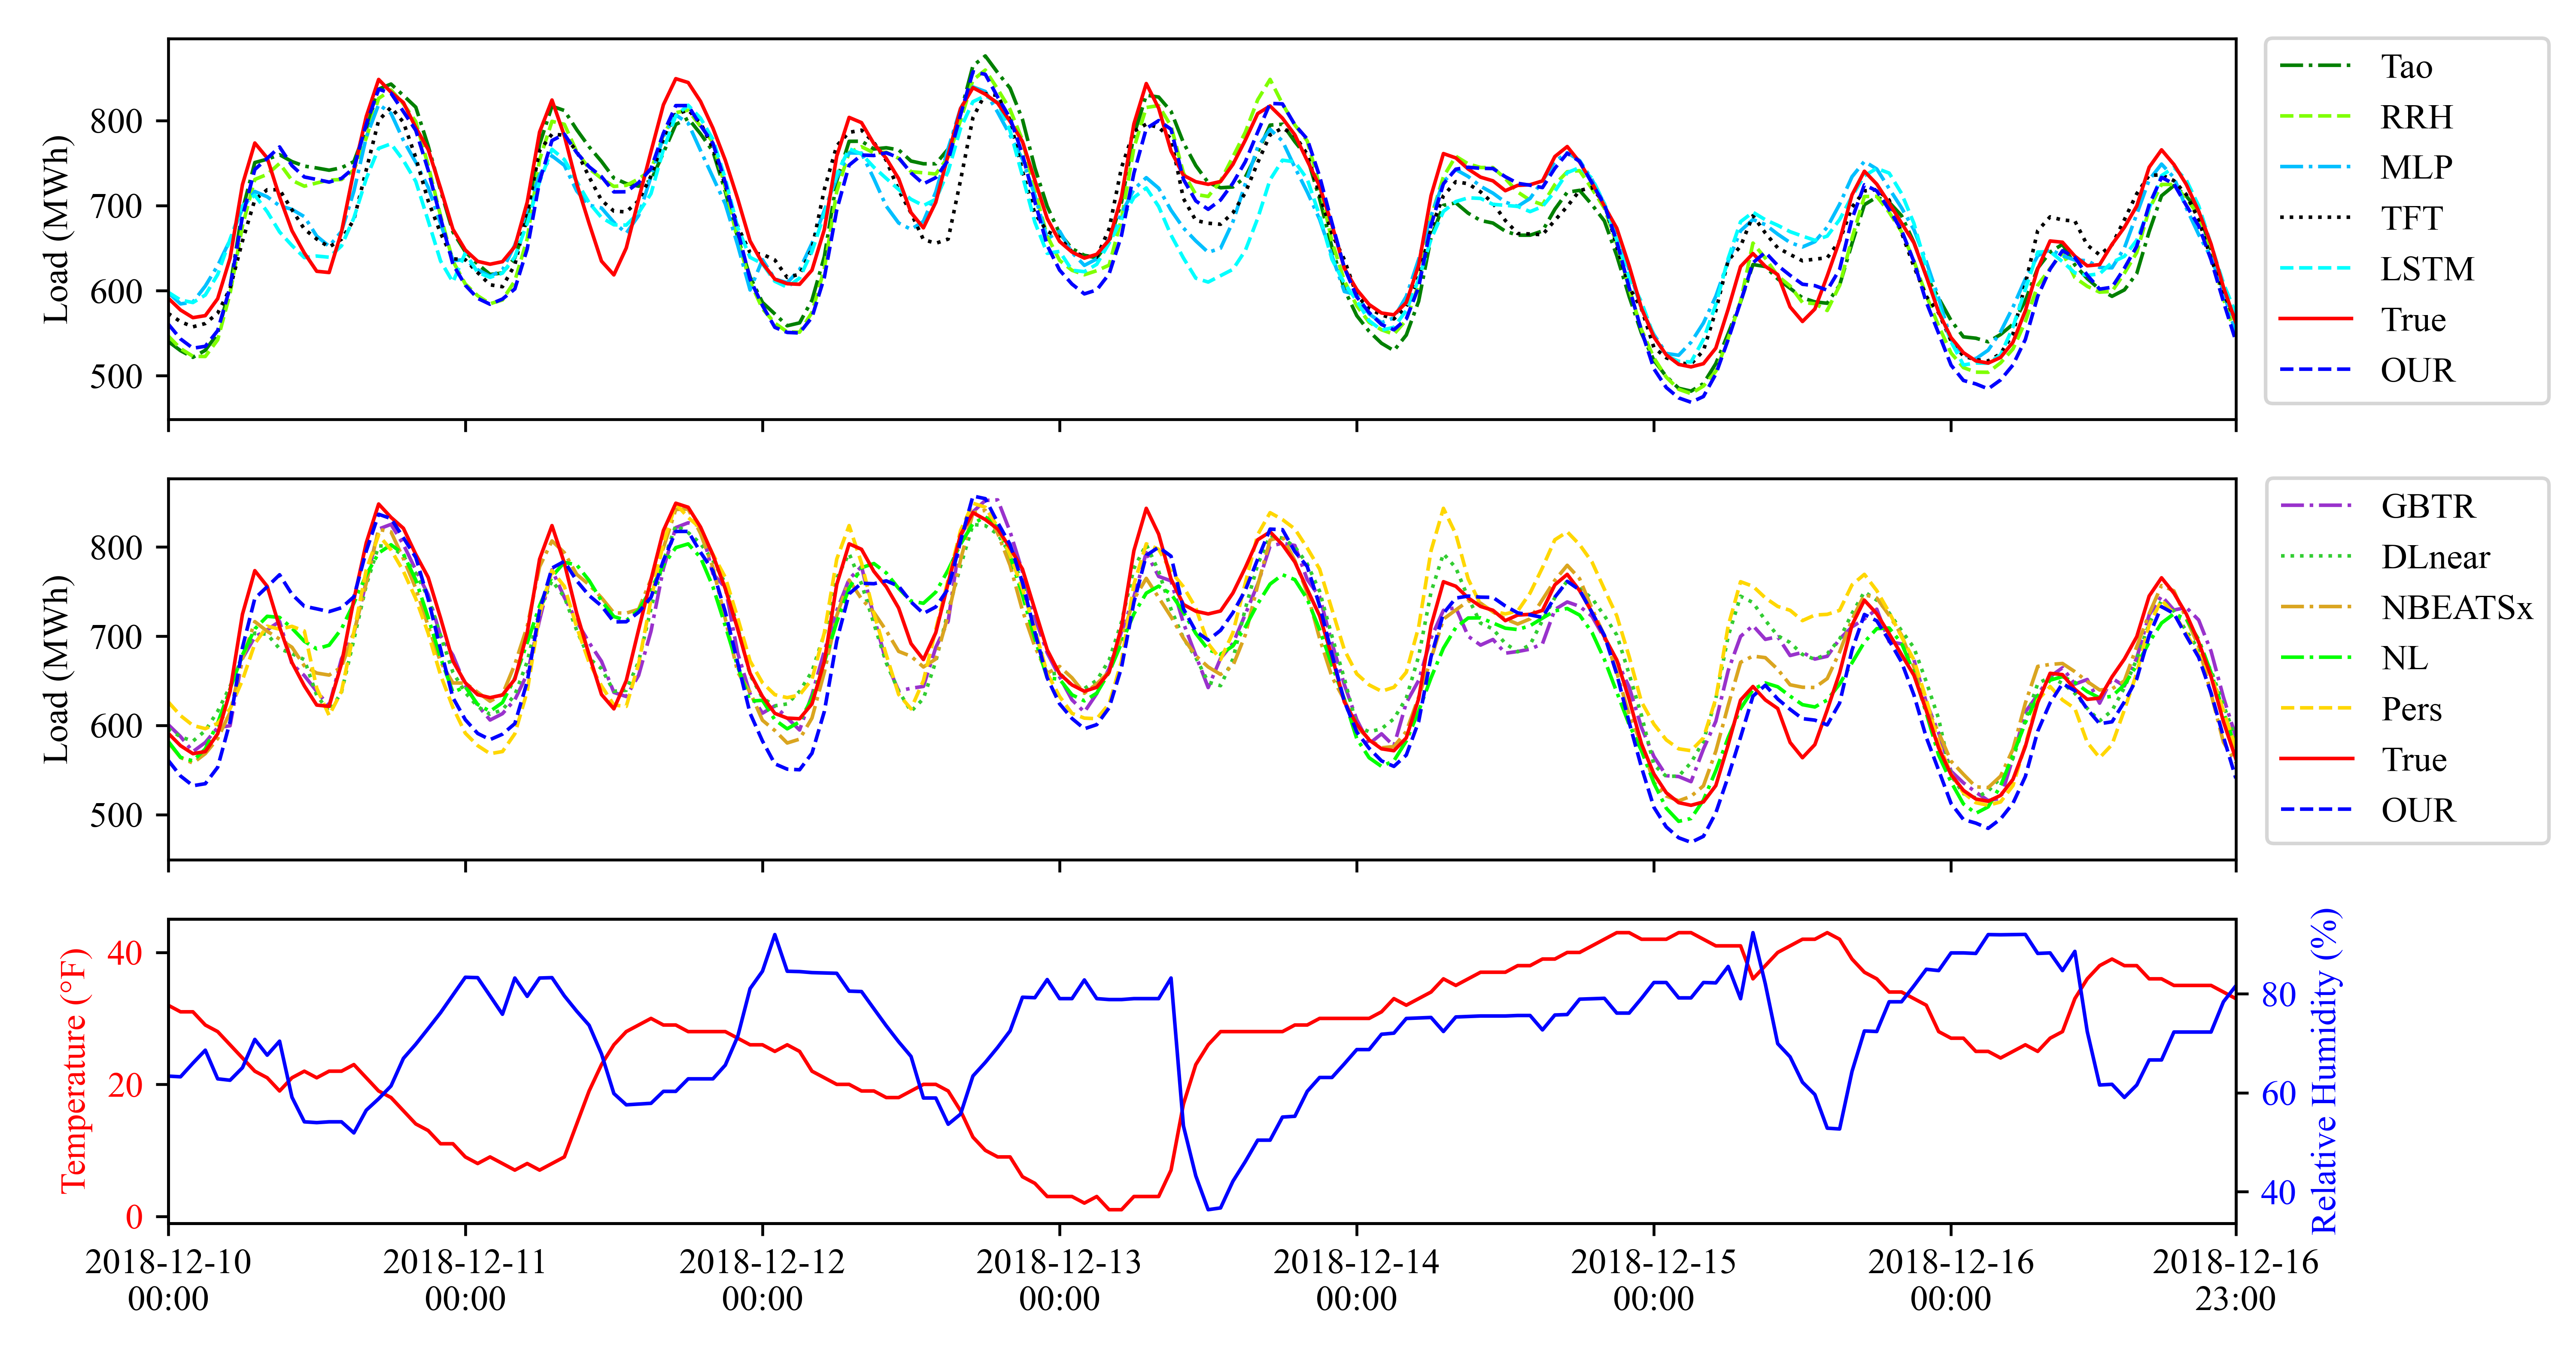 Load (MWh)
800
700
600
500
Tao
RRH
MLP
TFT
LSTM
True
OUR
Load (MWh)
800
700
600
500
GBTR
DLnear
NBEATSx
NL
Pers
True
OUR
Temperature (°F)
40
20
0
Relative Humidity (%)
80
60
40
2018-12-10
00:00
2018-12-11
00:00
2018-12-12
00:00
2018-12-13
00:00
2018-12-14
00:00
2018-12-15
00:00
2018-12-16
00:00
2018-12-16
23:00